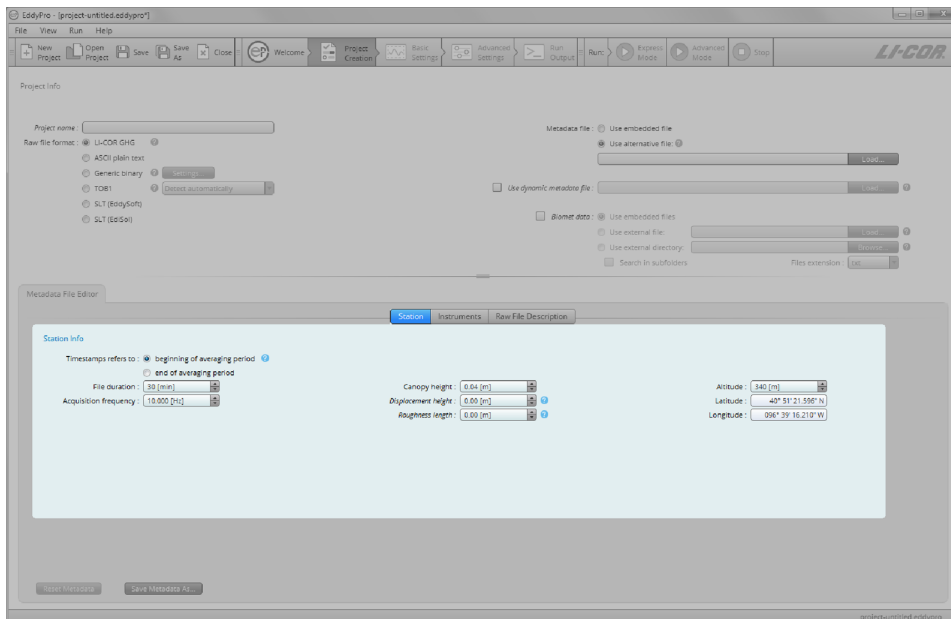 EddyPro - [project-untitled.eddypro*]
File View Run Help
New Project Open Project Save Save As Close Welcome Project Creation Basic Settings Advanced Settings Run Output Run: Express Mode Advanced Mode Stop LI-COR
Project Info
Project name :
Raw file format : LI-COR GHG
ASCII plain text
Generic binary Settings...
TOB1 Detect automatically
SLT (EddySoft)
SLT (EdiSol)
Metadata file : Use embedded file
Use alternative file:
Load...
Use dynamic metadata file : Load...
Biomet data : Use embedded files
Use external file: Load...
Use external directory: Browse...
Search in subfolders Files extension : txt
Metadata File Editor
Station Instruments Raw File Description
Station Info
Timestamps refers to : beginning of averaging period
end of averaging period
File duration : 30 [min]
Acquisition frequency : 10.000 [Hz]
Canopy height : 0.04 [m]
Displacement height : 0.00 [m]
Roughness length : 0.00 [m]
Altitude : 340 [m]
Latitude : 40° 51' 21.596" N
Longitude : 096° 39' 16.210" W
Reset Metadata Save Metadata As...
project-untitled.eddypro